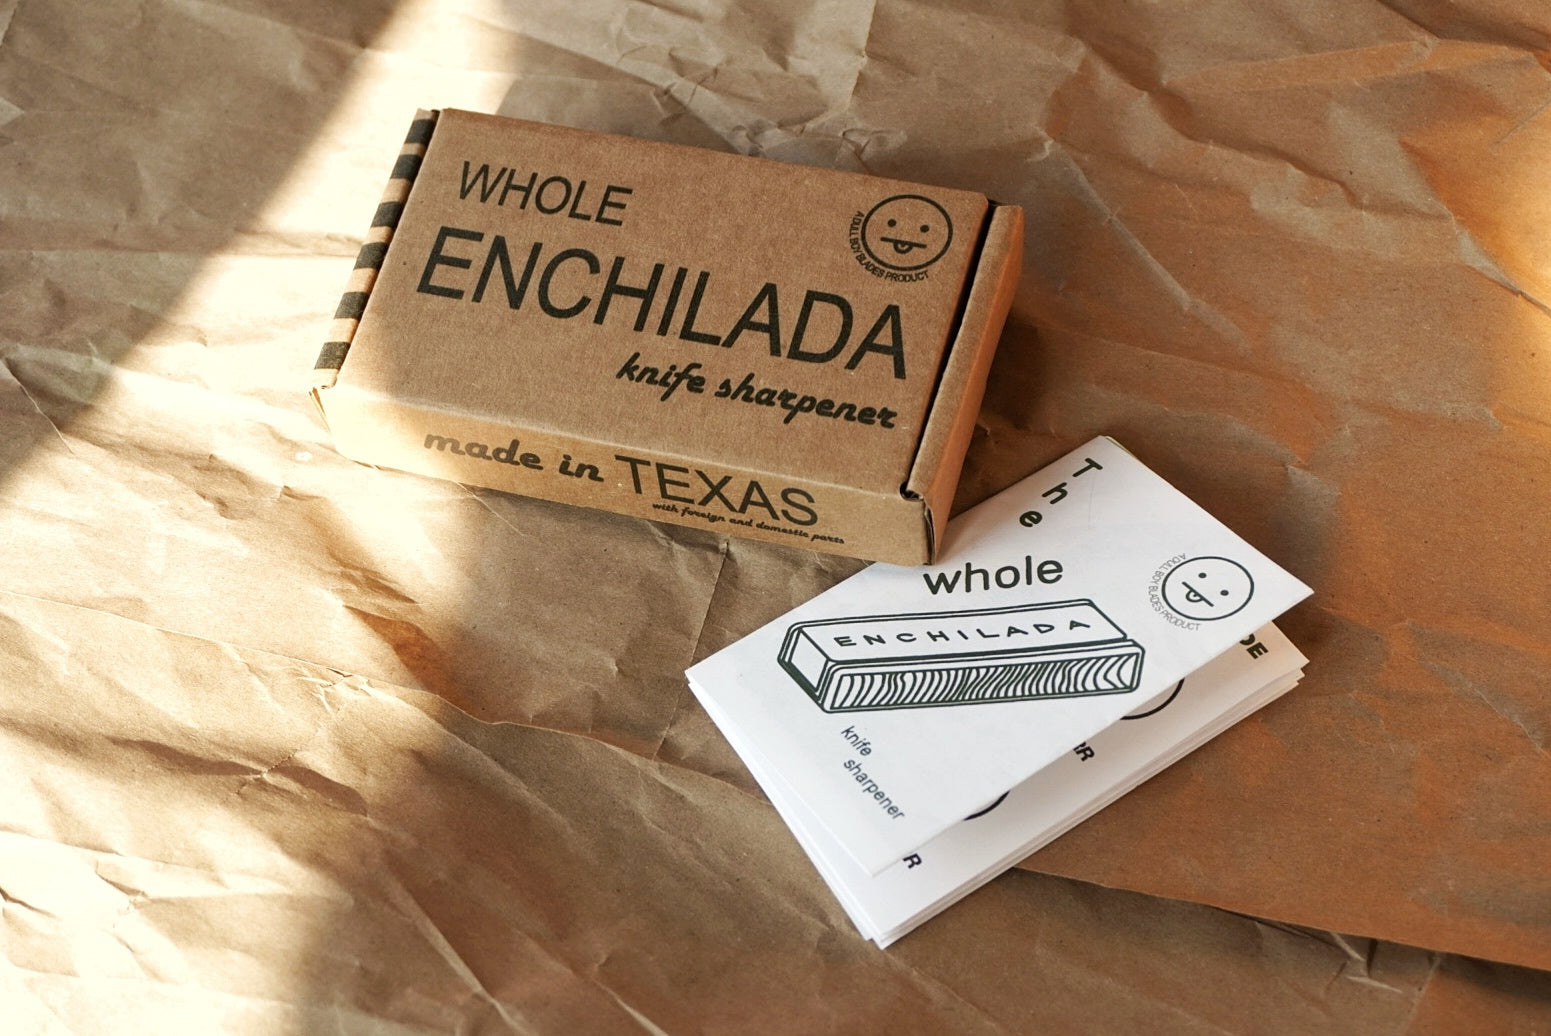 WHOLE
ENCHILADA
knife sharpener
A DULL BOY BLADES PRODUCT
made in TEXAS
with foreign and domestic parts
The
whole
ENCHILADA
knife
sharpener
A DULL BOY BLADES PRODUCT